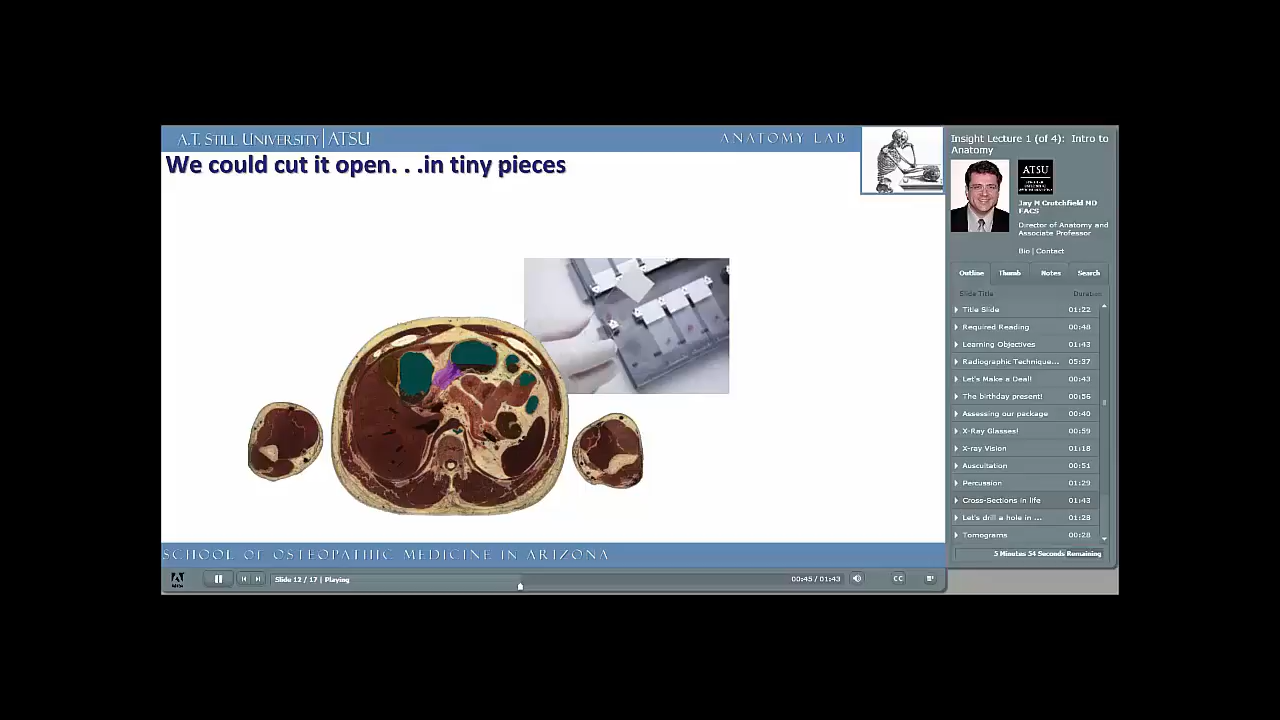 A.T. STILL UNIVERSITY | ATSU
ANATOMY LAB
We could cut it open. . .in tiny pieces
SCHOOL OF OSTEOPATHIC MEDICINE IN ARIZONA
Slide 12 / 17 | Playing
00:45 / 01:43
CC
Insight Lecture 1 (of 4): Intro to
Anatomy
ATSU
Jay M Crutchfield MD
FACS
Director of Anatomy and
Associate Professor
Bio | Contact
Outline Thumb Notes Search
Slide Title Duration
Title Slide 01:22
Required Reading 00:48
Learning Objectives 01:43
Radiographic Technique... 05:37
Let's Make a Deal! 00:43
The birthday present! 00:56
Assessing our package 00:40
X-Ray Glasses! 00:59
X-ray Vision 01:18
Auscultation 00:51
Percussion 01:29
Cross-Sections in life 01:43
Let's drill a hole in ... 01:28
Tomograms 00:28
5 Minutes 54 Seconds Remaining